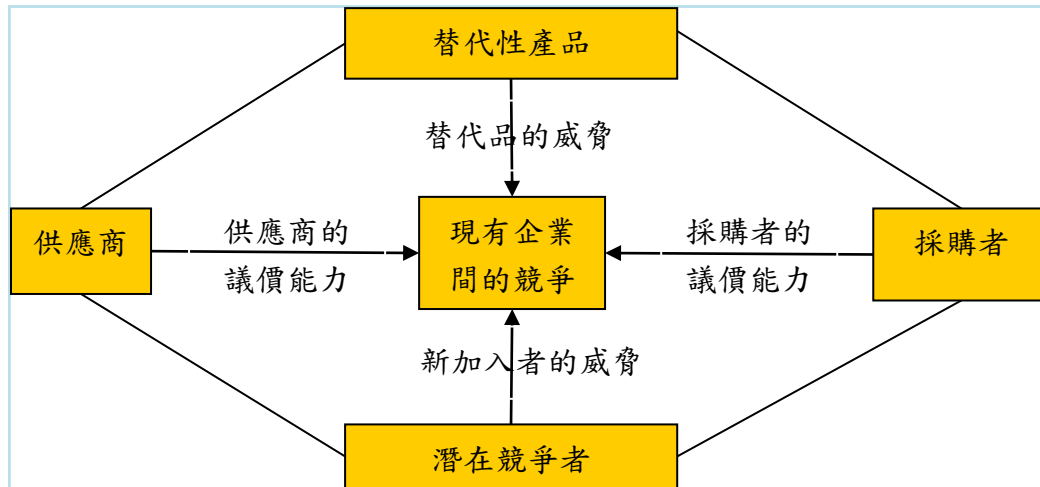 替代性產品
替代品的威脅
供應商
供應商的
議價能力
現有企業
間的競爭
採購者的
議價能力
採購者
新加入者的威脅
潛在競爭者